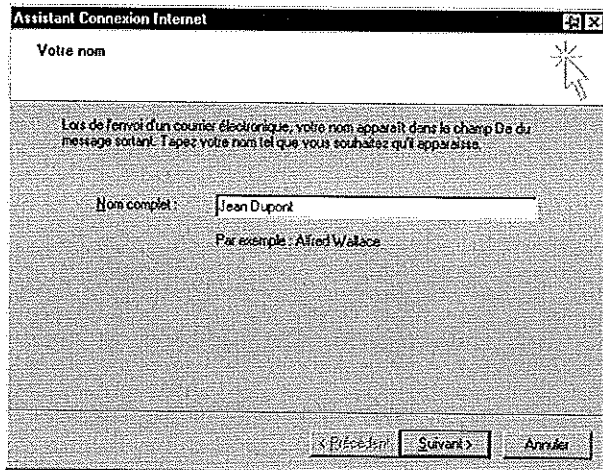 Assistant Connexion Internet
Votre nom
Lors de l'envoi d'un courrier électronique, votre nom apparaît dans le champ De du
message sortant. Tapez votre nom tel que vous souhaitez qu'il apparaisse.
Nom complet :
Jean Dupont
Par exemple : Alfred Wallace
< Précédent
Suivant >
Annuler